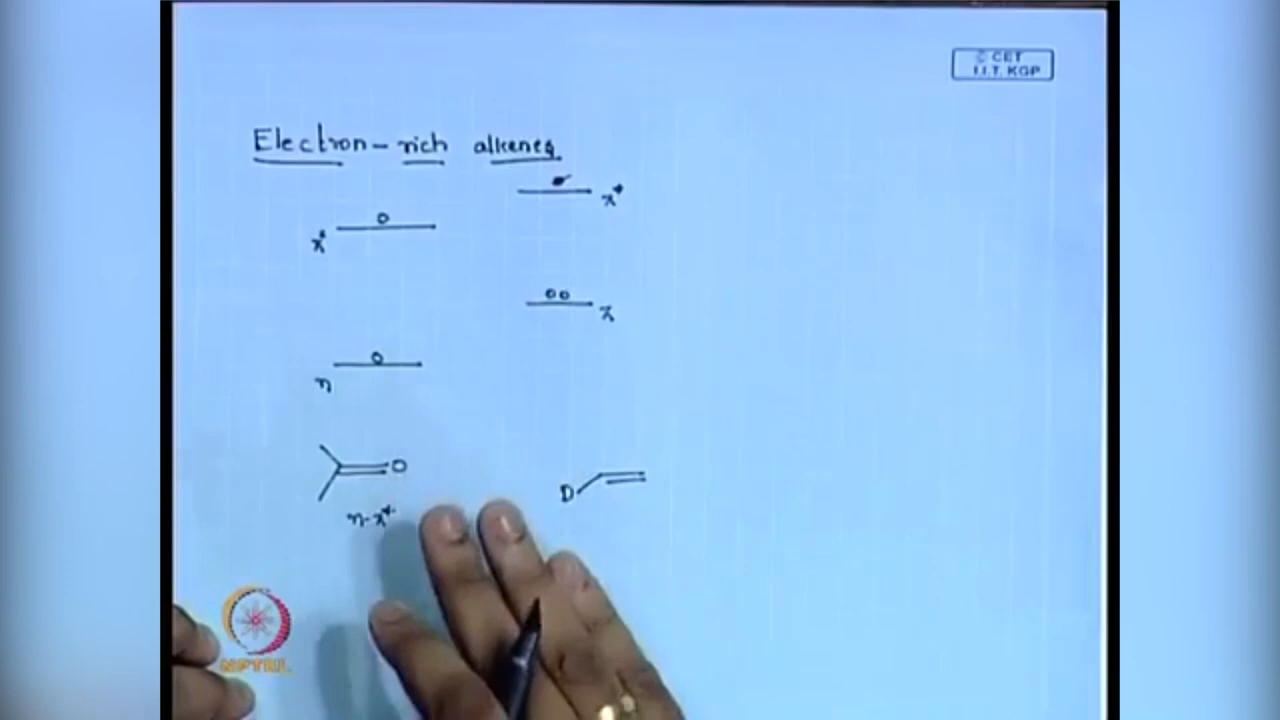 © CET
I.I.T. KGP
Electron-rich alkenes
π*
π*
π
n
O
D
n-π*
NPTEL